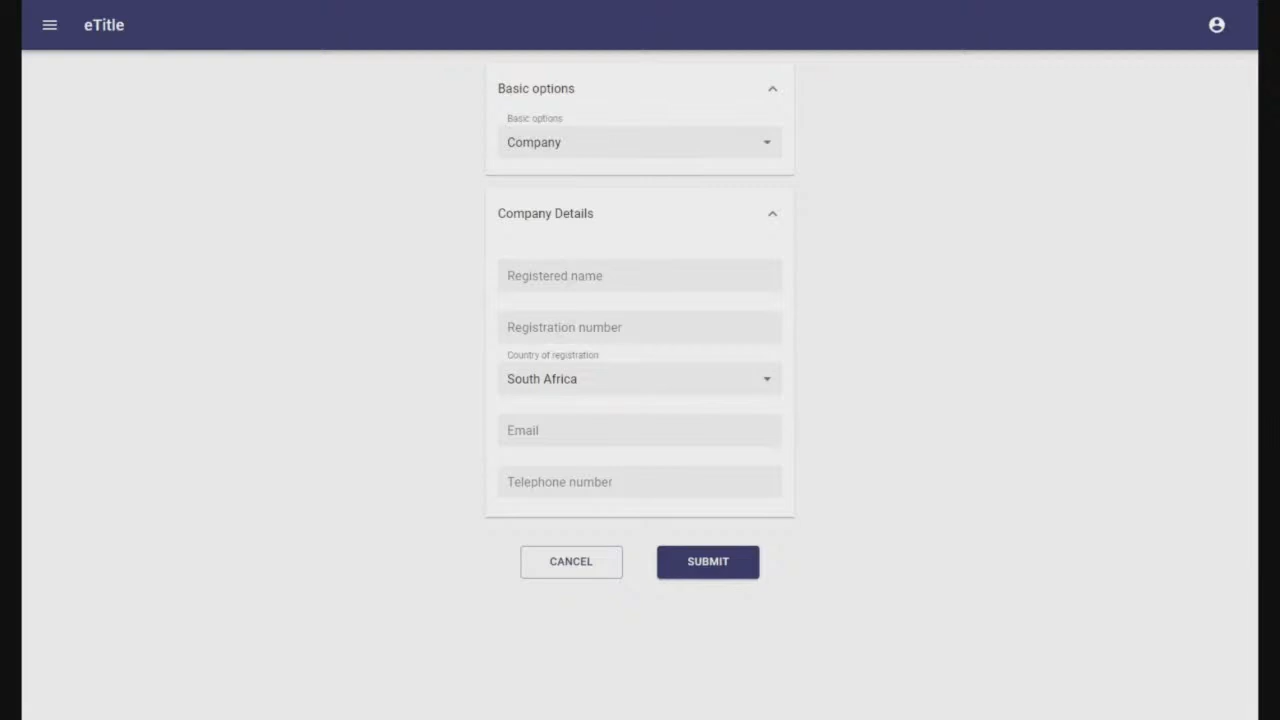 eTitle
Basic options
Basic options
Company
Company Details
Registered name
Registration number
Country of registration
South Africa
Email
Telephone number
CANCEL
SUBMIT